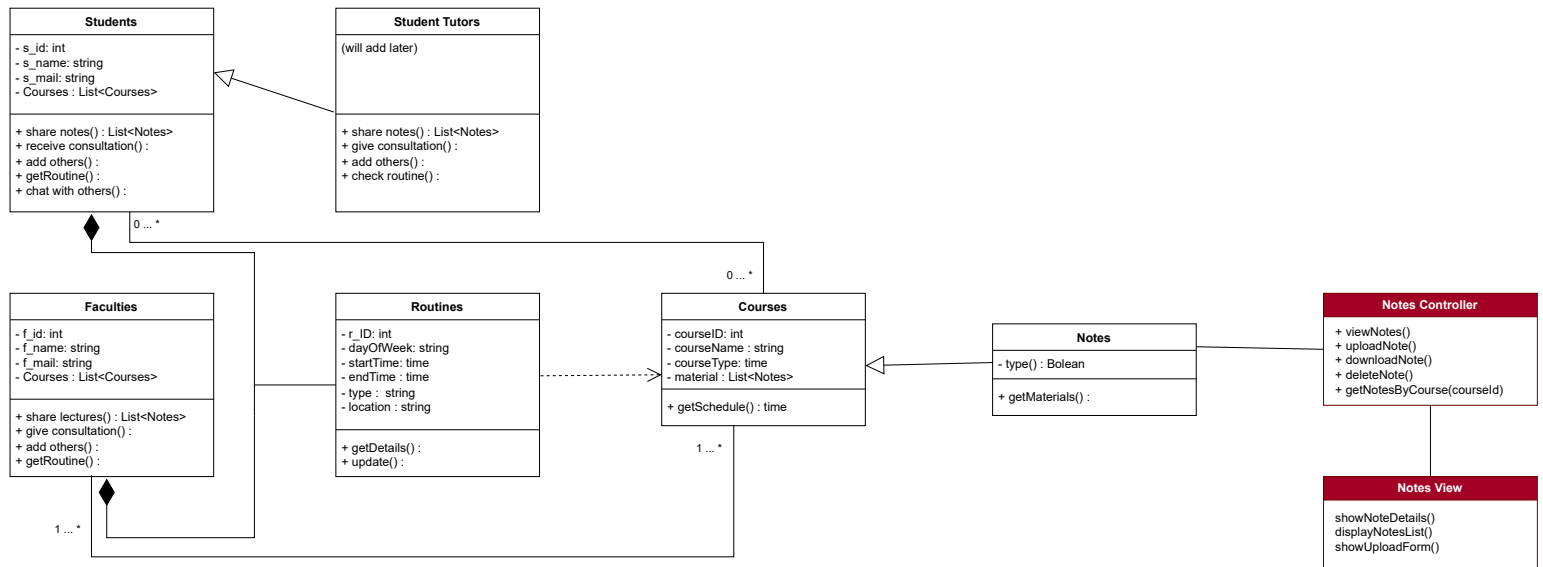 Students
- s_id: int
- s_name: string
- s_mail: string
- Courses : List<Courses>
+ share notes() : List<Notes>
+ receive consultation() :
+ add others() :
+ getRoutine() :
+ chat with others() :
Student Tutors
(will add later)
+ share notes() : List<Notes>
+ give consultation() :
+ add others() :
+ check routine() :
0 ... *
0 ... *
Faculties
- f_id: int
- f_name: string
- f_mail: string
- Courses : List<Courses>
+ share lectures() : List<Notes>
+ give consultation() :
+ add others() :
+ getRoutine() :
1 ... *
Routines
- r_ID: int
- dayOfWeek: string
- startTime: time
- endTime : time
- type :  string
- location : string
+ getDetails() :
+ update() :
Courses
- courseID: int
- courseName : string
- courseType: time
- material : List<Notes>
+ getSchedule() : time
1 ... *
Notes
- type() : Bolean
+ getMaterials() :
Notes Controller
+ viewNotes()
+ uploadNote()
+ downloadNote()
+ deleteNote()
+ getNotesByCourse(courseId)
Notes View
showNoteDetails()
displayNotesList()
showUploadForm()